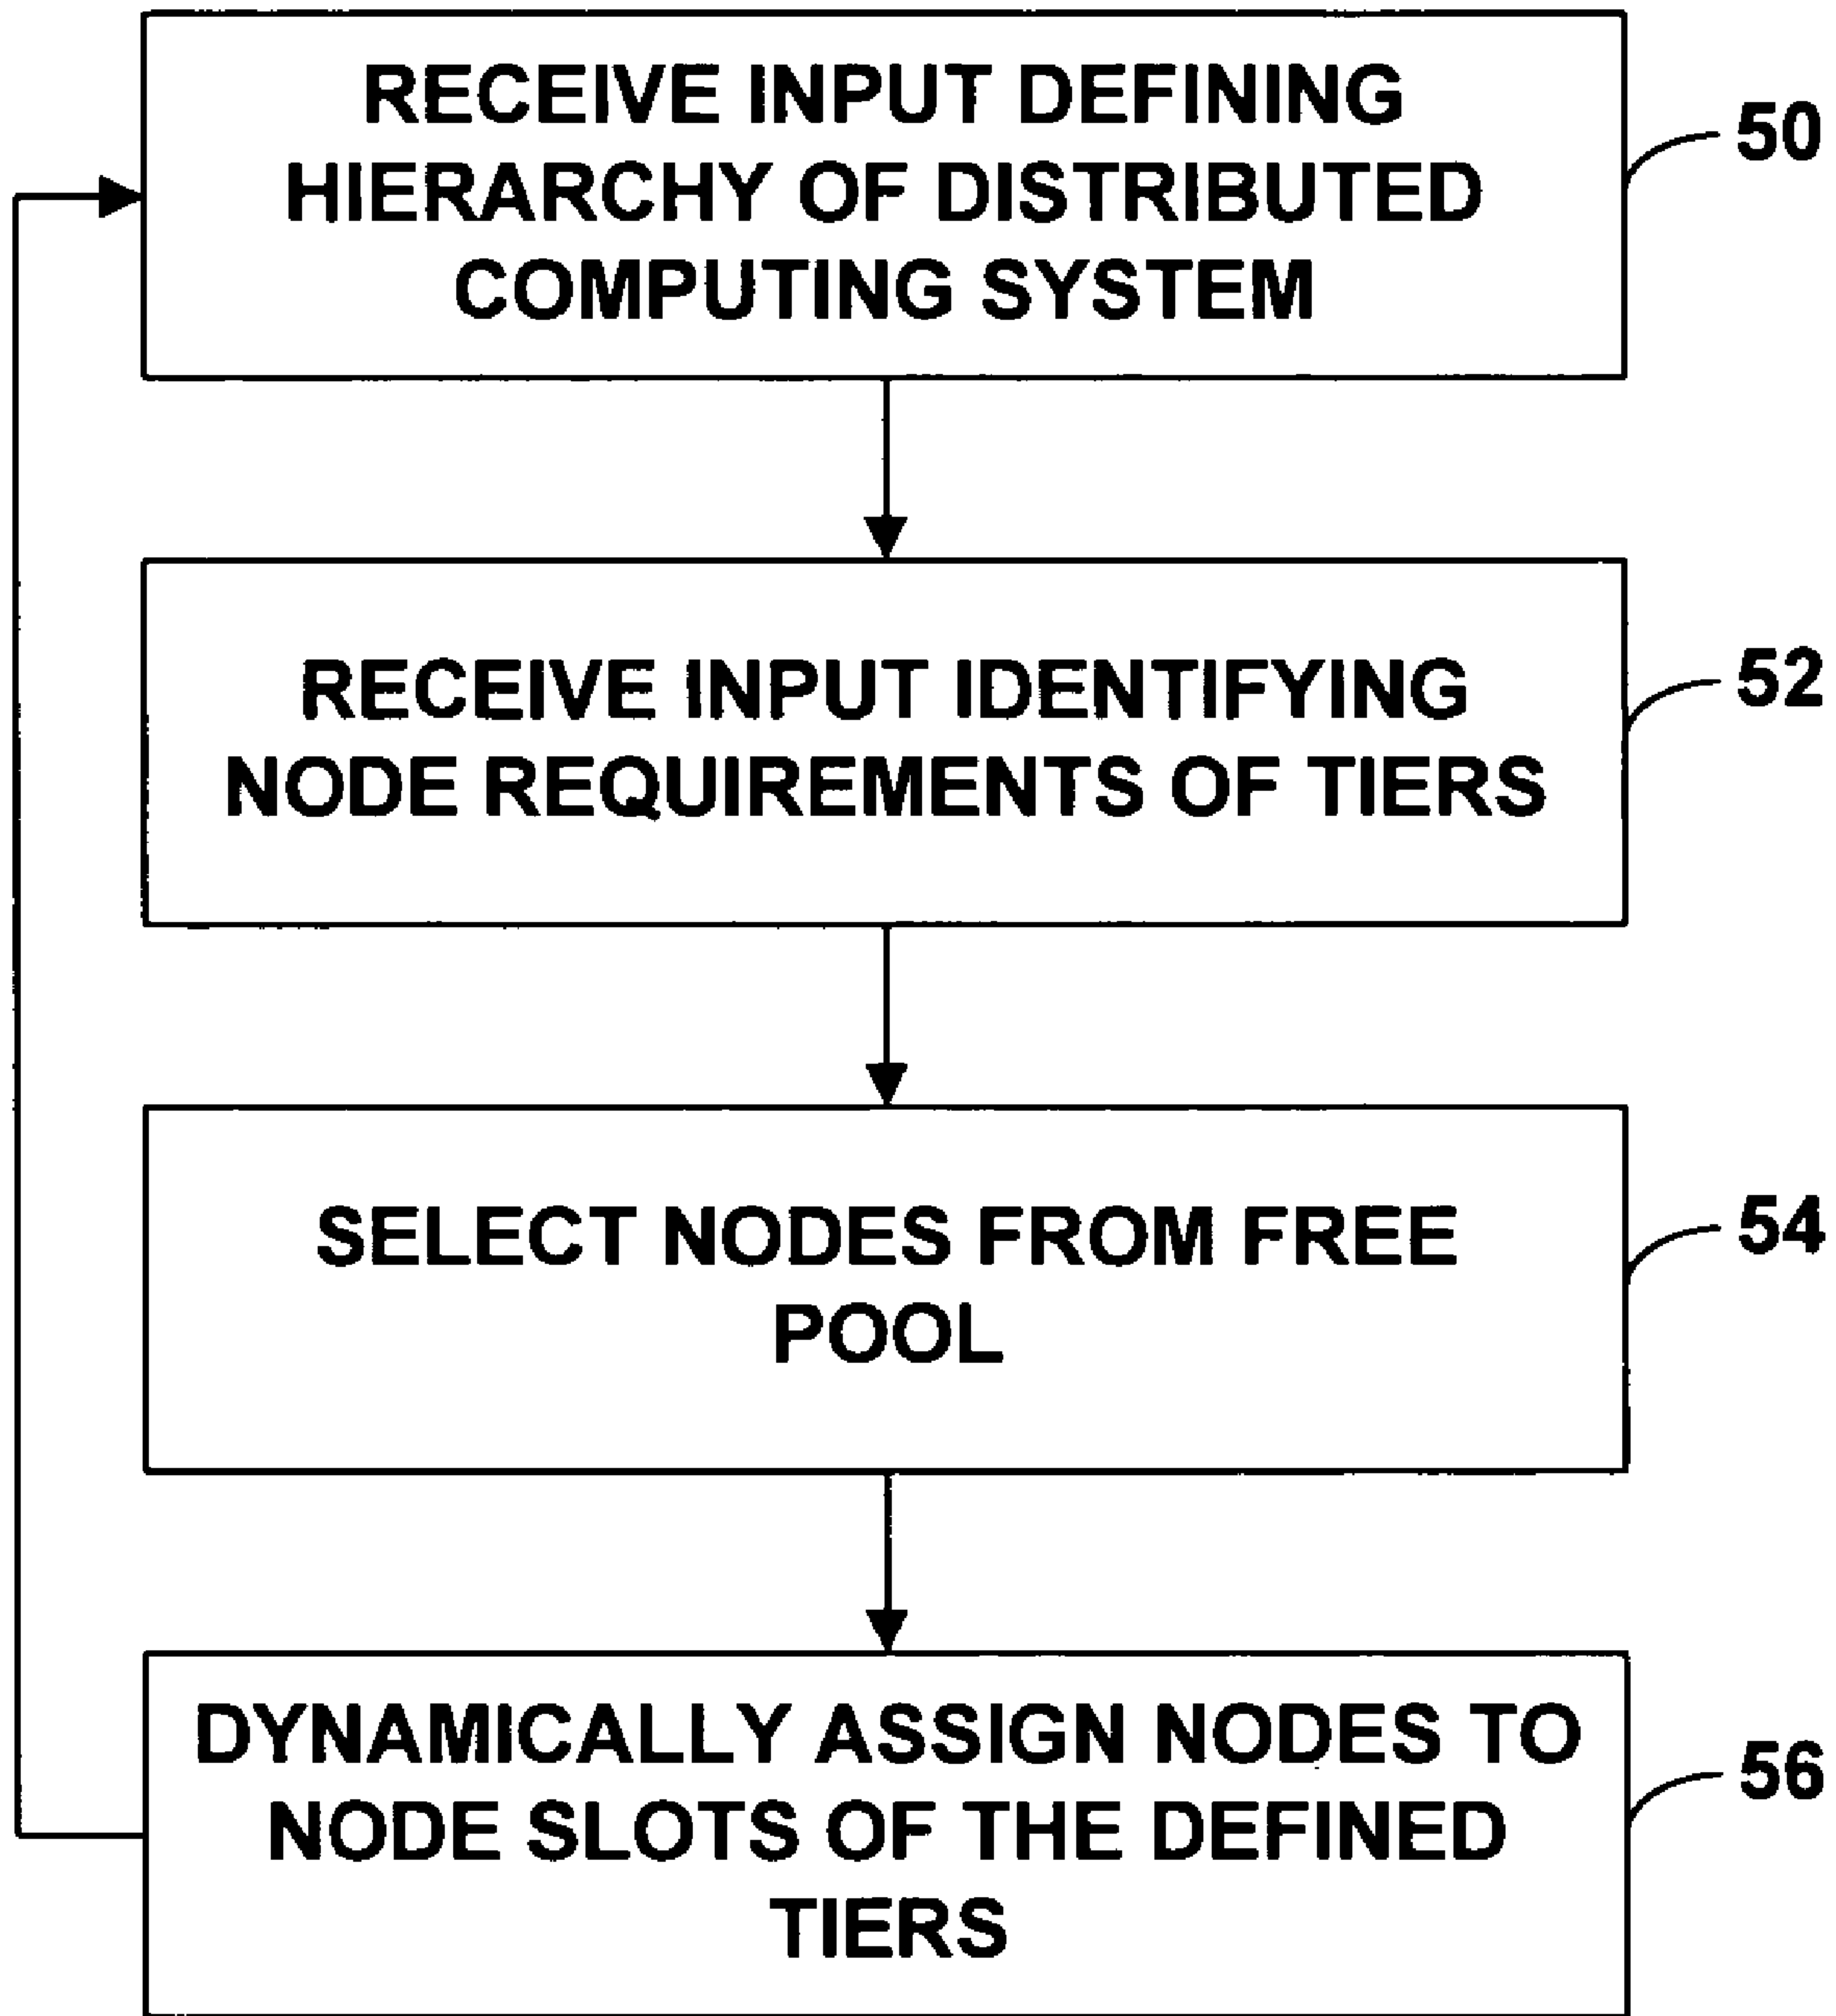 RECEIVE INPUT DEFINING
HIERARCHY OF DISTRIBUTED
COMPUTING SYSTEM
50
RECEIVE INPUT IDENTIFYING
NODE REQUIREMENTS OF TIERS
52
SELECT NODES FROM FREE
POOL
54
DYNAMICALLY ASSIGN NODES TO
NODE SLOTS OF THE DEFINED
TIERS
56